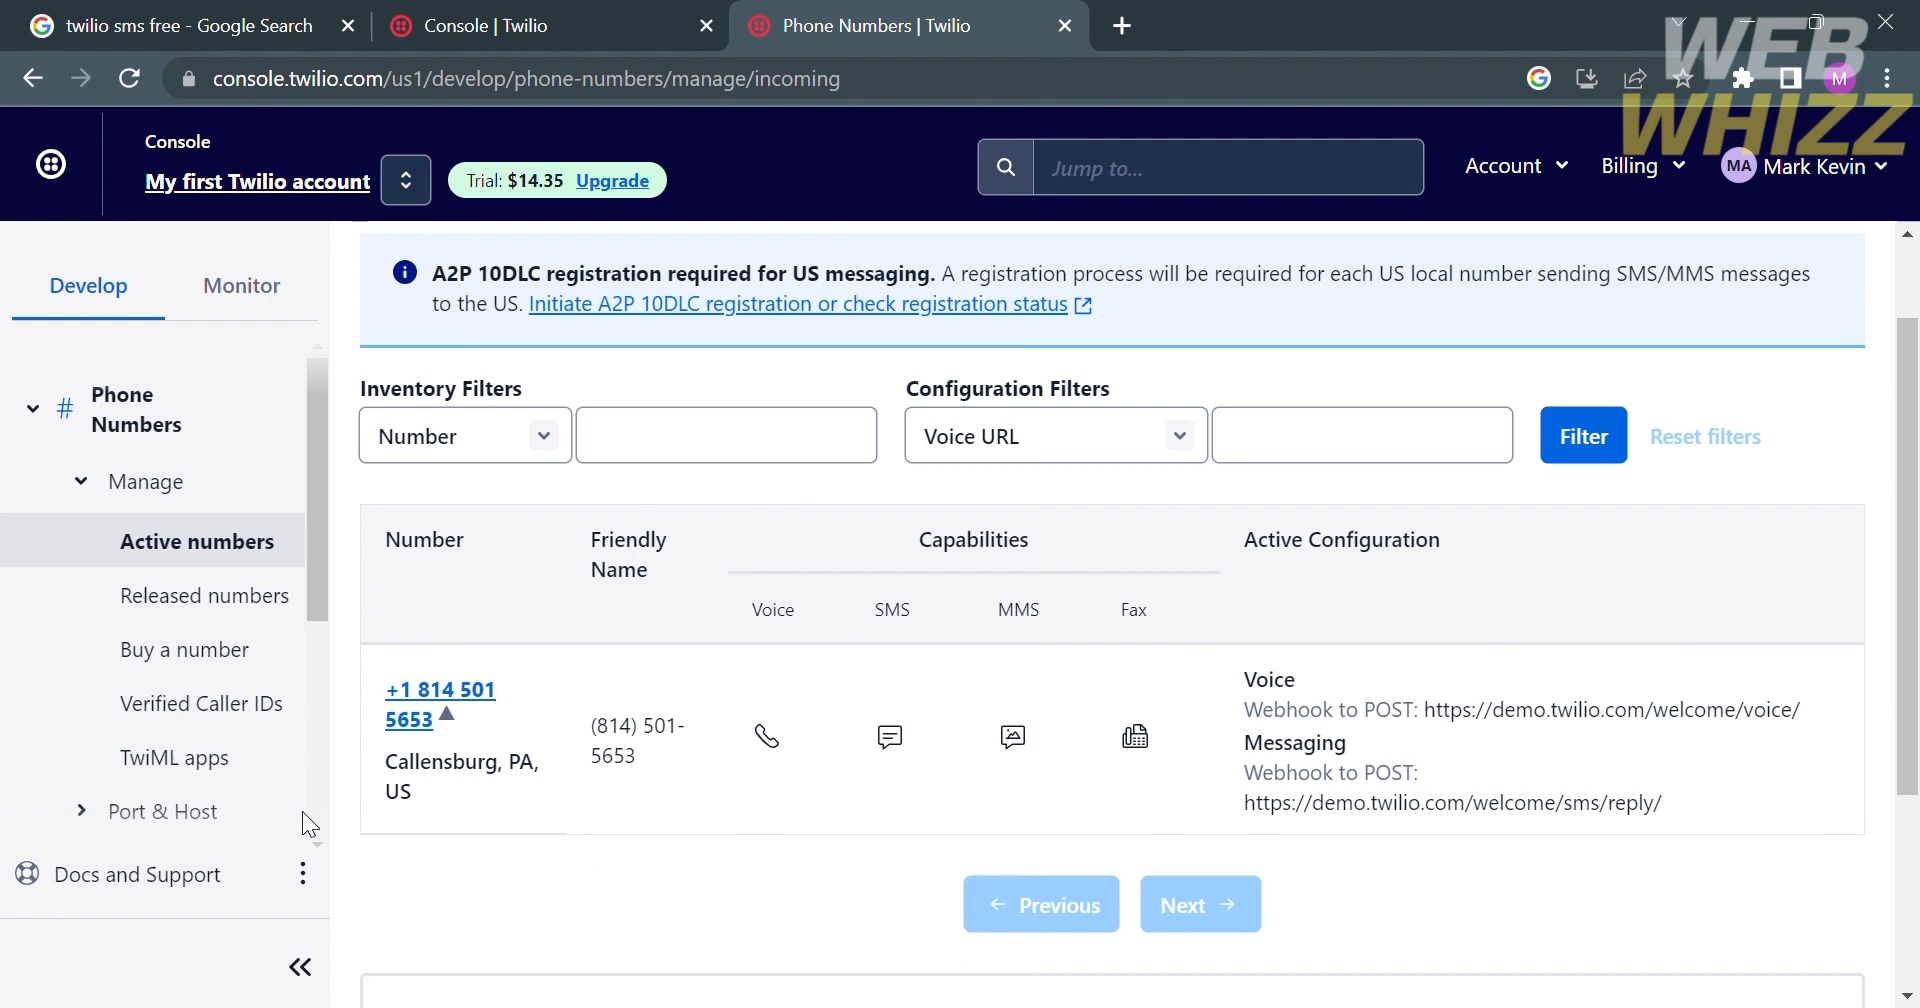 twilio sms free - Google Search
Console | Twilio
Phone Numbers | Twilio
console.twilio.com/us1/develop/phone-numbers/manage/incoming
M
WEB
WHIZZ
Console
My first Twilio account
Trial: $14.35 Upgrade
Jump to...
Account
Billing
MA
Mark Kevin
Develop
Monitor
# Phone
Numbers
Manage
Active numbers
Released numbers
Buy a number
Verified Caller IDs
TwiML apps
Port & Host
Docs and Support
A2P 10DLC registration required for US messaging. A registration process will be required for each US local number sending SMS/MMS messages
to the US. Initiate A2P 10DLC registration or check registration status
Inventory Filters
Configuration Filters
Number
Voice URL
Filter
Reset filters
Number
Friendly
Name
Capabilities
Active Configuration
Voice
SMS
MMS
Fax
+1 814 501
5653
Callensburg, PA,
US
(814) 501-
5653
Voice
Webhook to POST: https://demo.twilio.com/welcome/voice/
Messaging
Webhook to POST:
https://demo.twilio.com/welcome/sms/reply/
Previous
Next